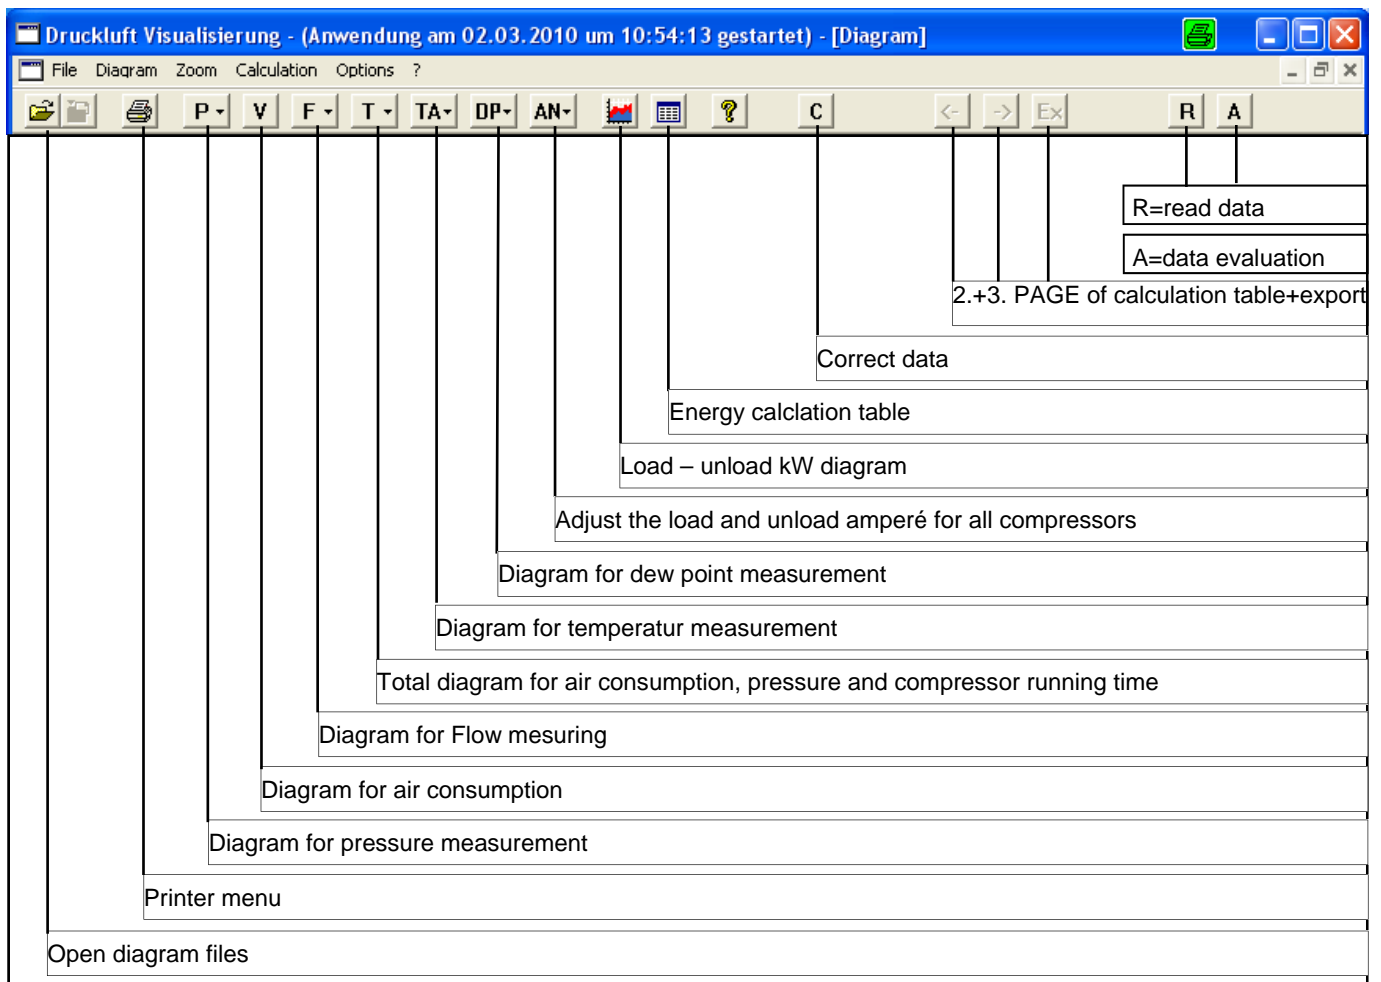 Druckluft Visualisierung - (Anwendung am 02.03.2010 um 10:54:13 gestartet) - [Diagram]
File Diagram Zoom Calculation Options ?
P V F T TA DP AN ? C <- -> Ex R A
R=read data
A=data evaluation
2.+3. PAGE of calculation table+export
Correct data
Energy calclation table
Load – unload kW diagram
Adjust the load and unload amperé for all compressors
Diagram for dew point measurement
Diagram for temperatur measurement
Total diagram for air consumption, pressure and compressor running time
Diagram for Flow mesuring
Diagram for air consumption
Diagram for pressure measurement
Printer menu
Open diagram files